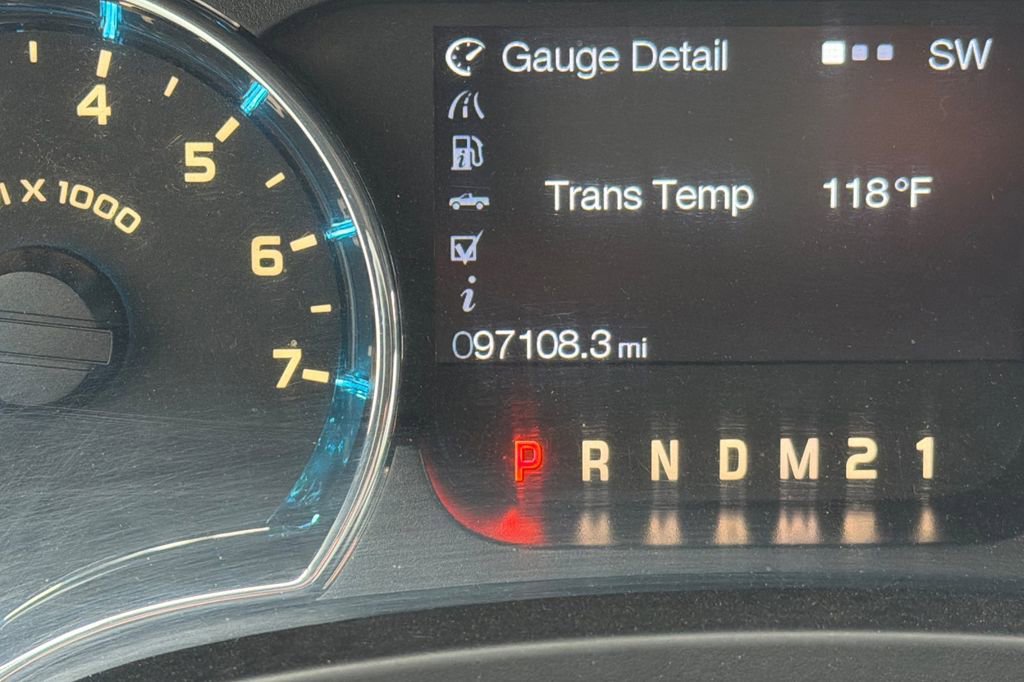 Gauge Detail SW
Trans Temp 118°F
097108.3 mi
P R N D M 2 1
4
5
6
7
X 1000